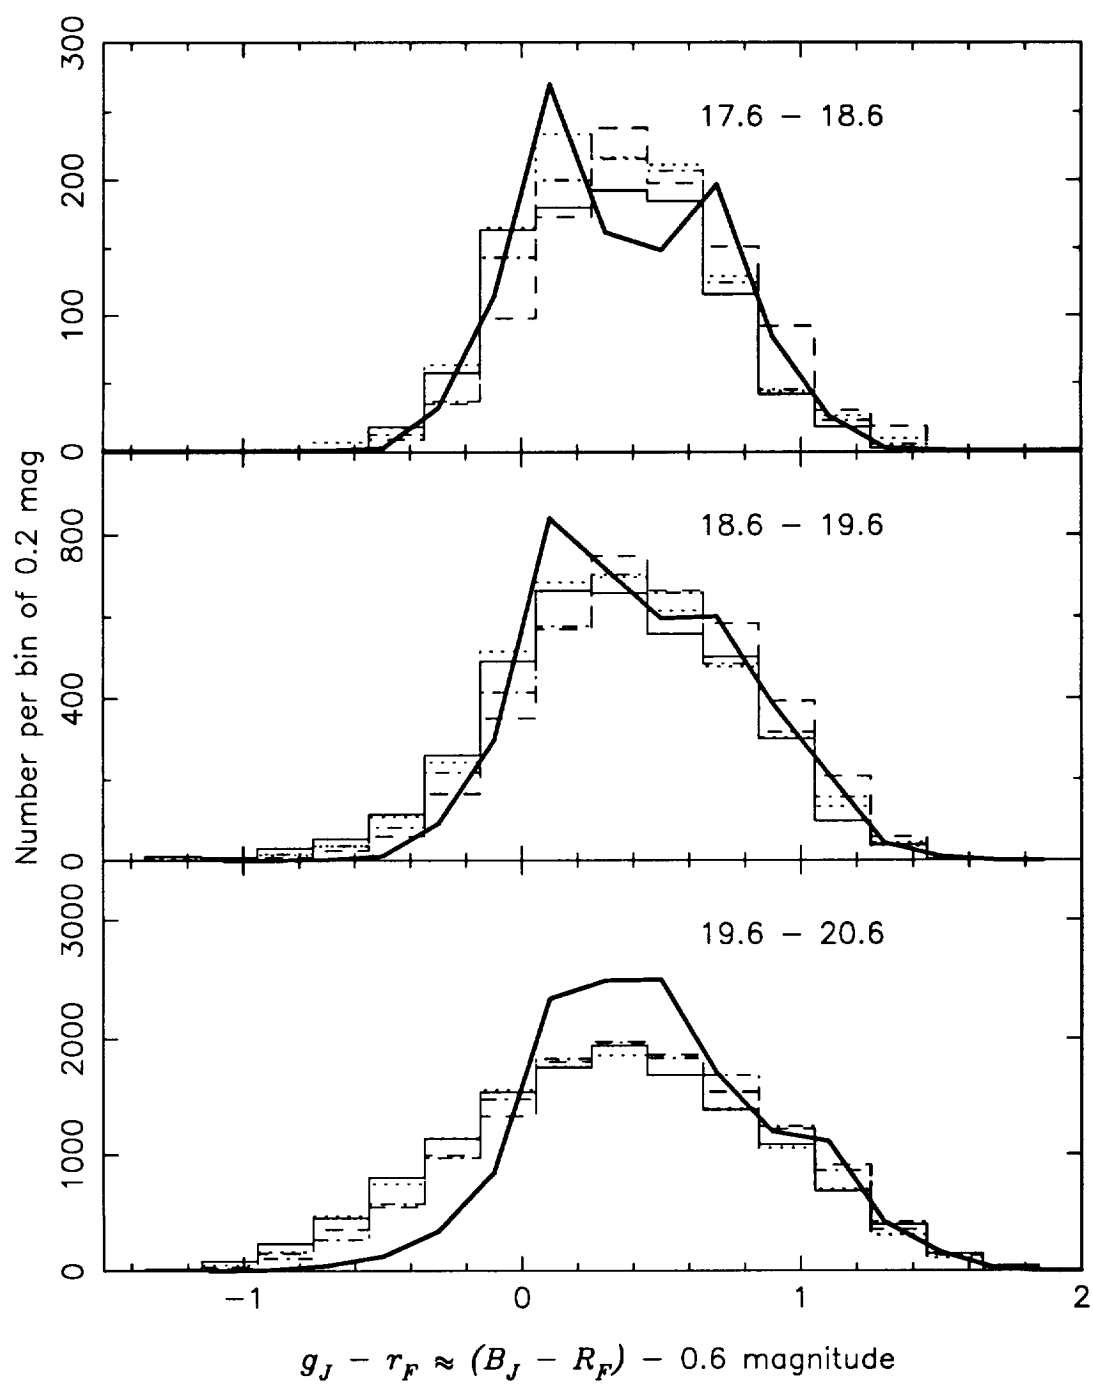 300
200
100
0
17.6 – 18.6
800
400
0
18.6 – 19.6
3000
2000
1000
0
19.6 – 20.6
Number per bin of 0.2 mag
−1 0 1 2
g_J − r_F ≈ (B_J − R_F) − 0.6 magnitude